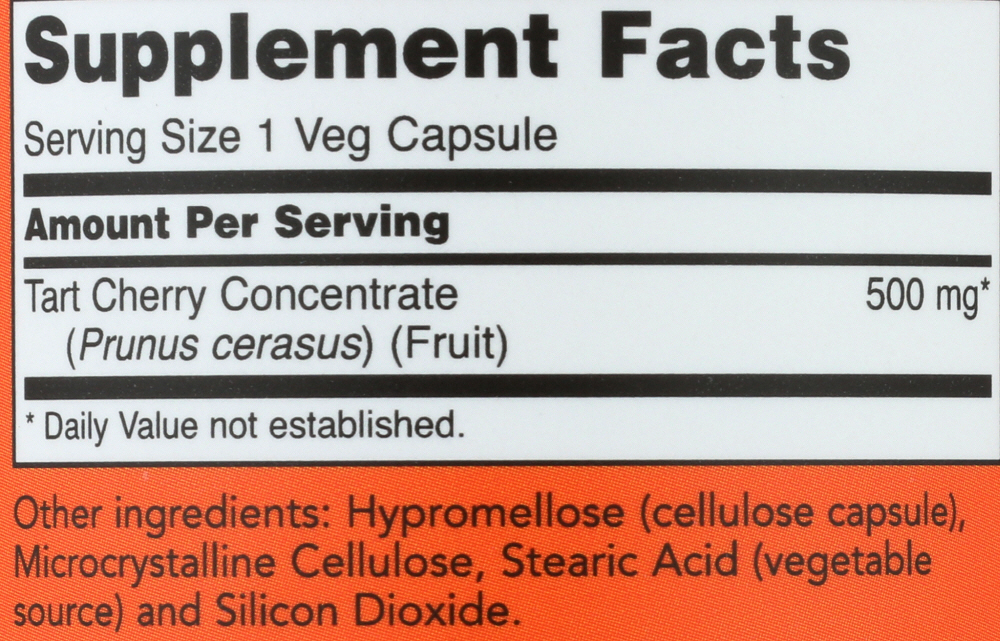 Supplement Facts
Serving Size 1 Veg Capsule
Amount Per Serving
Tart Cherry Concentrate 500 mg*
(Prunus cerasus) (Fruit)
* Daily Value not established.
Other ingredients: Hypromellose (cellulose capsule),
Microcrystalline Cellulose, Stearic Acid (vegetable
source) and Silicon Dioxide.